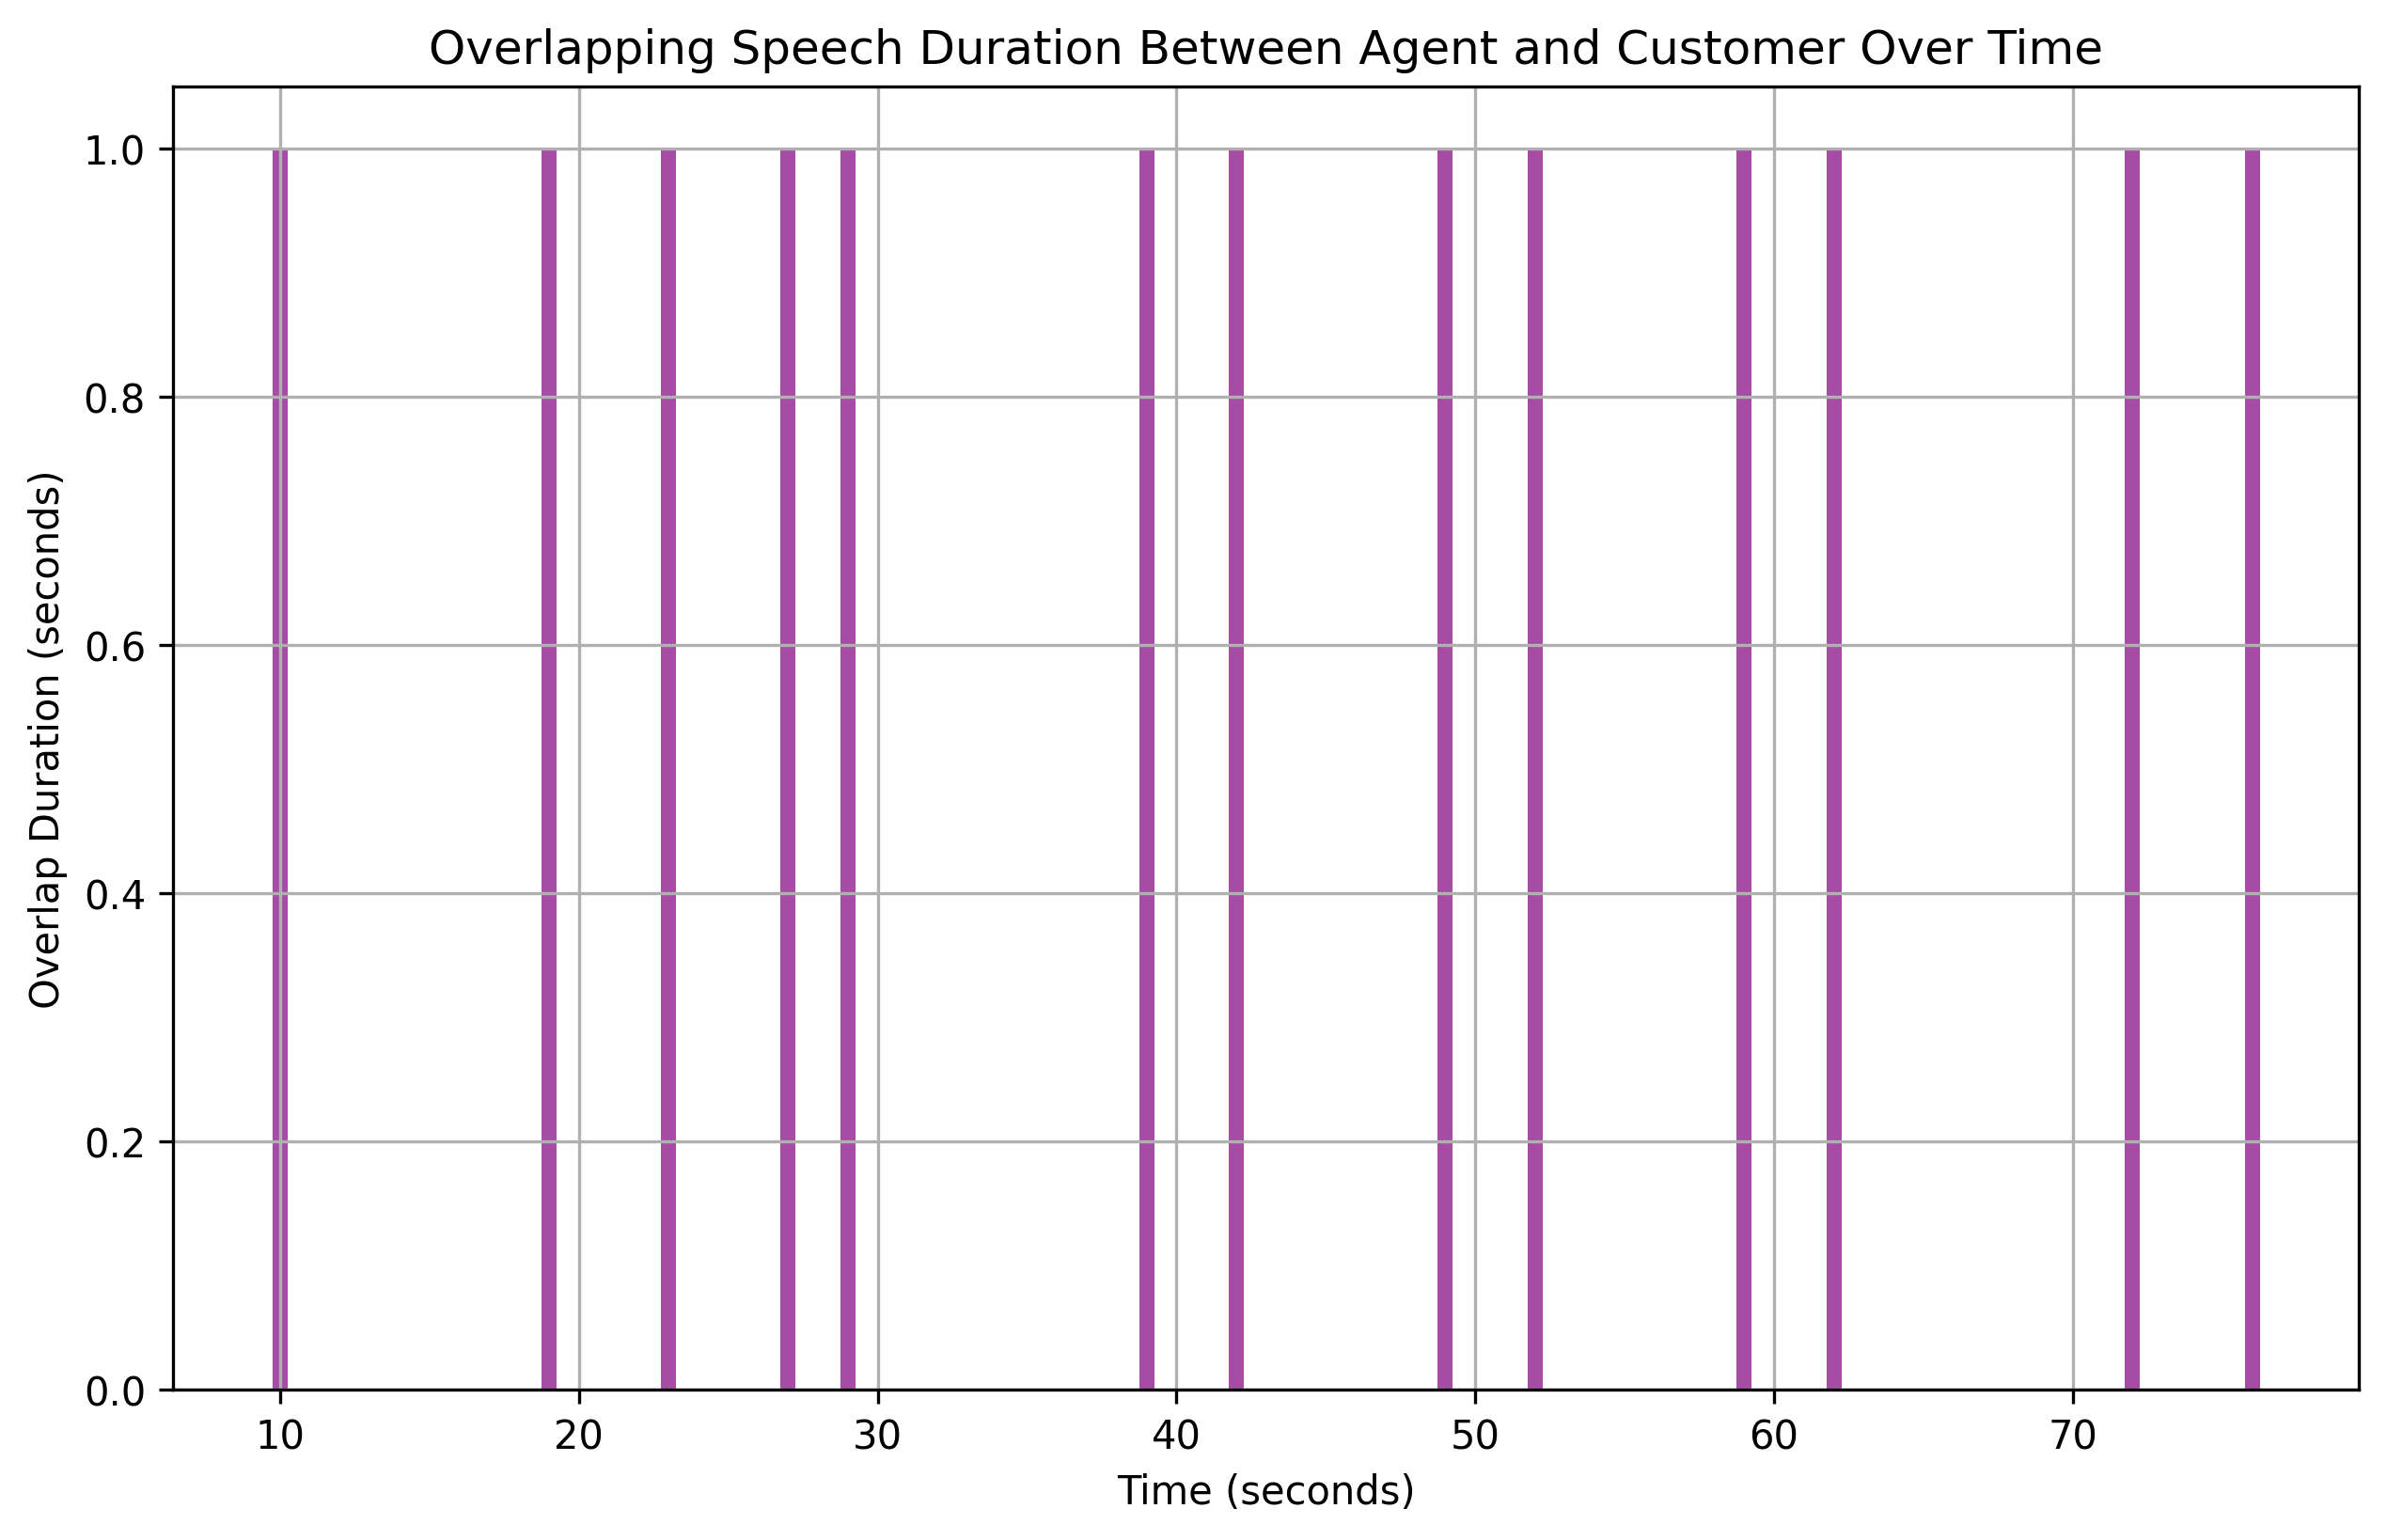 Overlapping Speech Duration Between Agent and Customer Over Time
Overlap Duration (seconds)
1.0
0.8
0.6
0.4
0.2
0.0
10 20 30 40 50 60 70
Time (seconds)